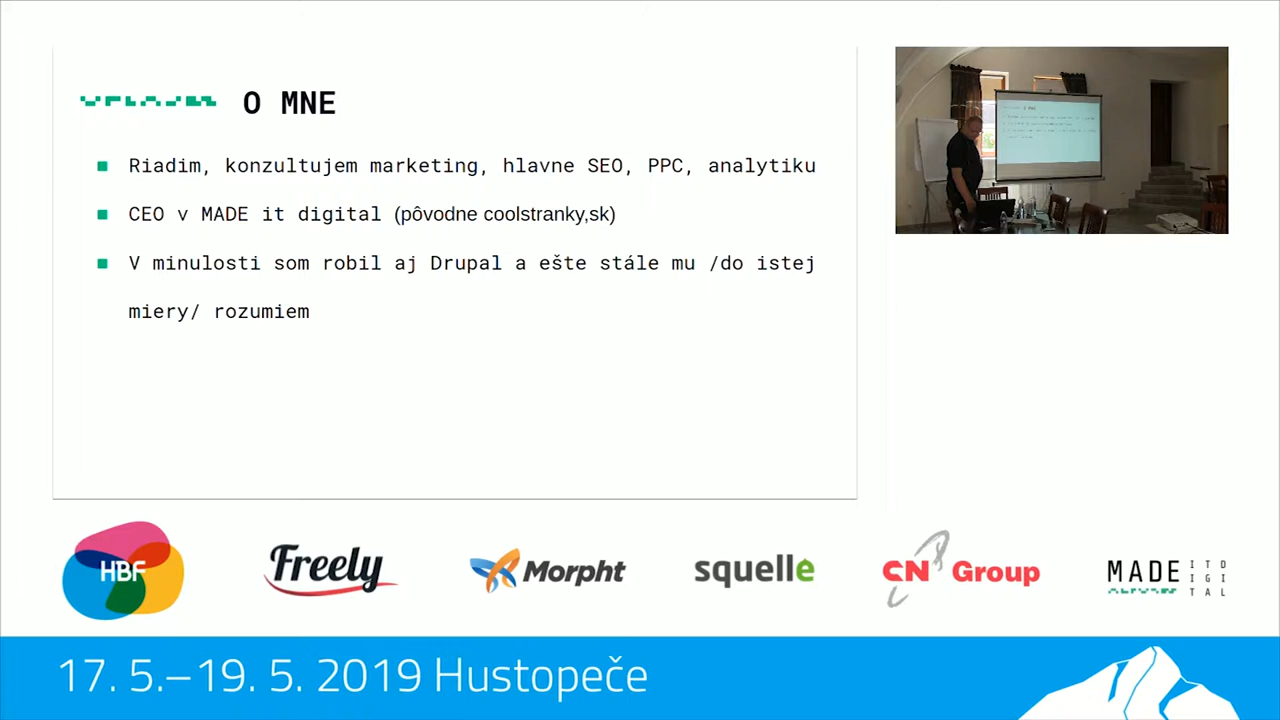 O MNE
Riadim, konzultujem marketing, hlavne SEO, PPC, analytiku
CEO v MADE it digital (pôvodne coolstranky,sk)
V minulosti som robil aj Drupal a ešte stále mu /do istej
miery/ rozumiem
O MNE
HBF
Freely
Morpht
squelle
CN Group
MADE ITD
IGI
TAL
17. 5.–19. 5. 2019 Hustopeče